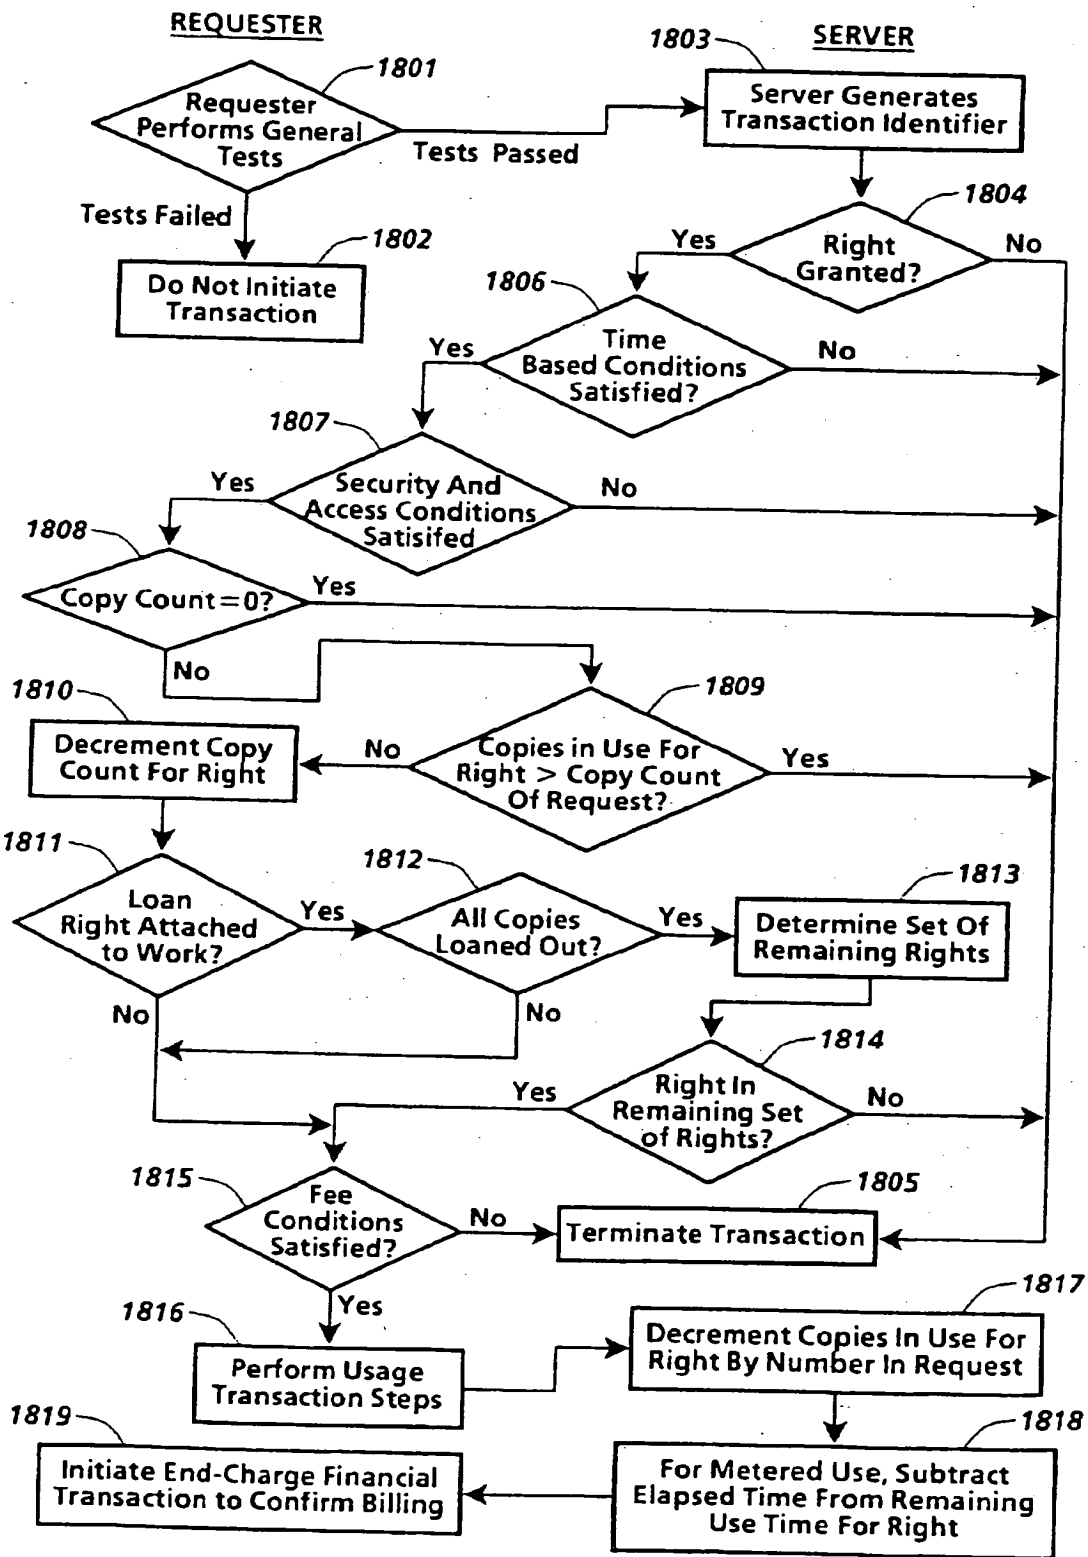 REQUESTER
SERVER
1801
1803
Requester
Performs General
Tests
Tests Passed
Server Generates
Transaction Identifier
Tests Failed
1802
Do Not Initiate
Transaction
1804
Right
Granted?
Yes
No
1806
Time
Based Conditions
Satisfied?
Yes
No
1807
Security And
Access Conditions
Satisifed
Yes
No
1808
Copy Count=0?
Yes
No
1809
Copies in Use For
Right > Copy Count
Of Request?
No
Yes
1810
Decrement Copy
Count For Right
1811
Loan
Right Attached
to Work?
Yes
No
1812
All Copies
Loaned Out?
Yes
No
1813
Determine Set Of
Remaining Rights
1814
Right In
Remaining Set
of Rights?
Yes
No
1815
Fee
Conditions
Satisfied?
No
Yes
1805
Terminate Transaction
1816
Perform Usage
Transaction Steps
1817
Decrement Copies In Use For
Right By Number In Request
1818
For Metered Use, Subtract
Elapsed Time From Remaining
Use Time For Right
1819
Initiate End-Charge Financial
Transaction to Confirm Billing